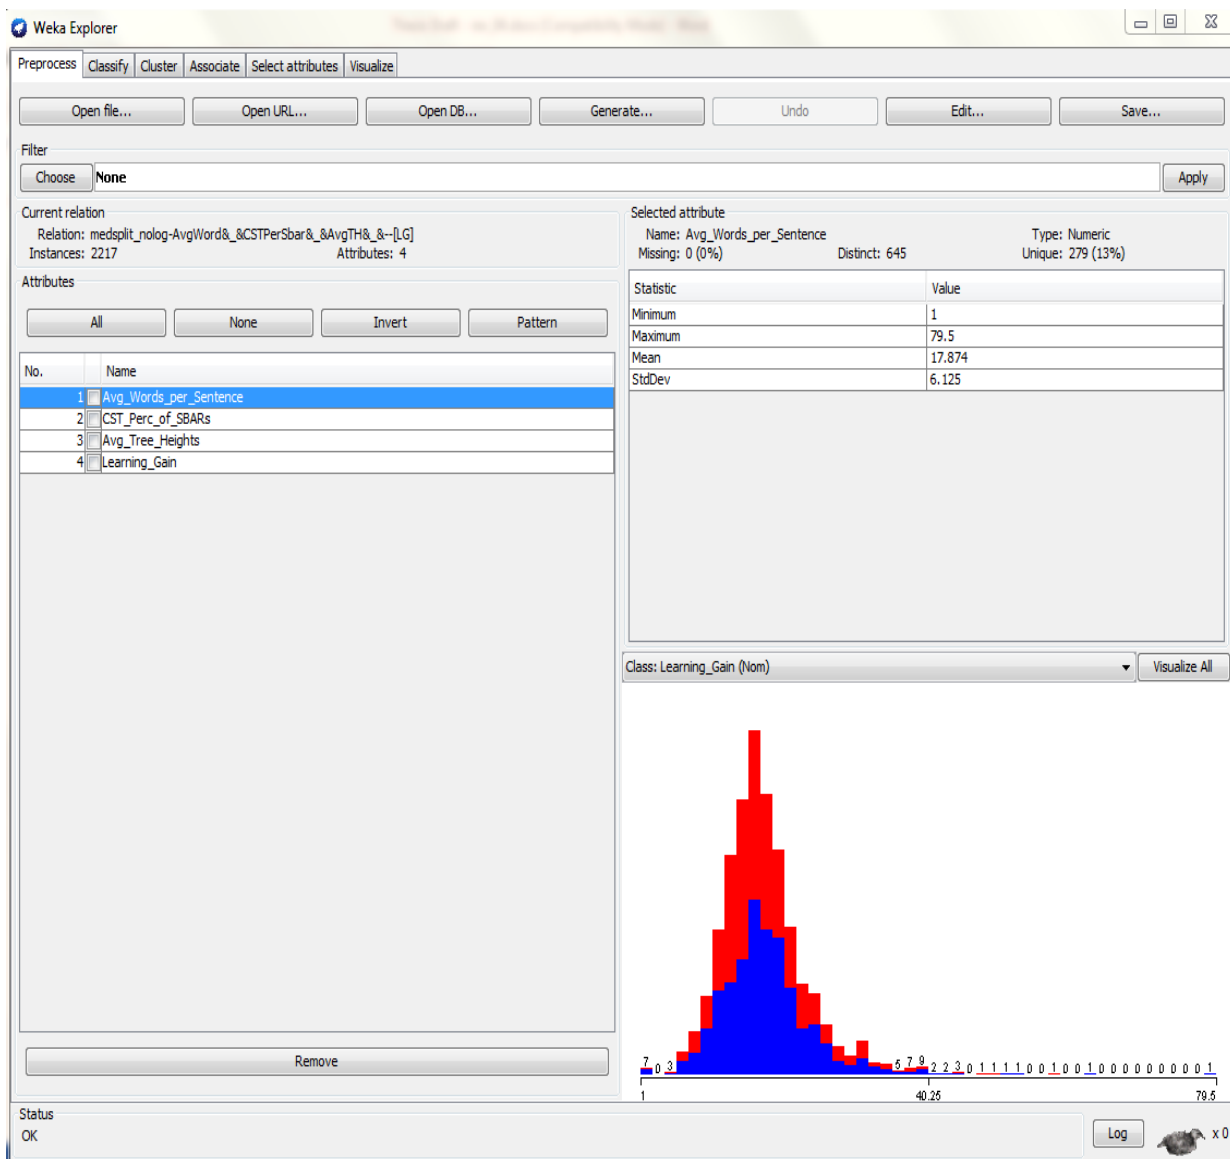 Weka Explorer
Preprocess Classify Cluster Associate Select attributes Visualize
Open file... Open URL... Open DB... Generate... Undo Edit... Save...
Filter
Choose None Apply
Current relation
Relation: medsplit_nolog-AvgWord&_&CSTPerSbar&_&AvgTH&_&--[LG]
Instances: 2217 Attributes: 4
Attributes
All None Invert Pattern
No. Name
1 Avg_Words_per_Sentence
2 CST_Perc_of_SBARs
3 Avg_Tree_Heights
4 Learning_Gain
Remove
Selected attribute
Name: Avg_Words_per_Sentence Type: Numeric
Missing: 0 (0%) Distinct: 645 Unique: 279 (13%)
Statistic Value
Minimum 1
Maximum 79.5
Mean 17.874
StdDev 6.125
Class: Learning_Gain (Nom) Visualize All
7 0 3 5 7 9 2 2 3 0 1 1 1 1 0 0 1 0 0 1 0 0 0 0 0 0 0 0 0 1
1 40.25 79.5
Status
OK
Log x 0